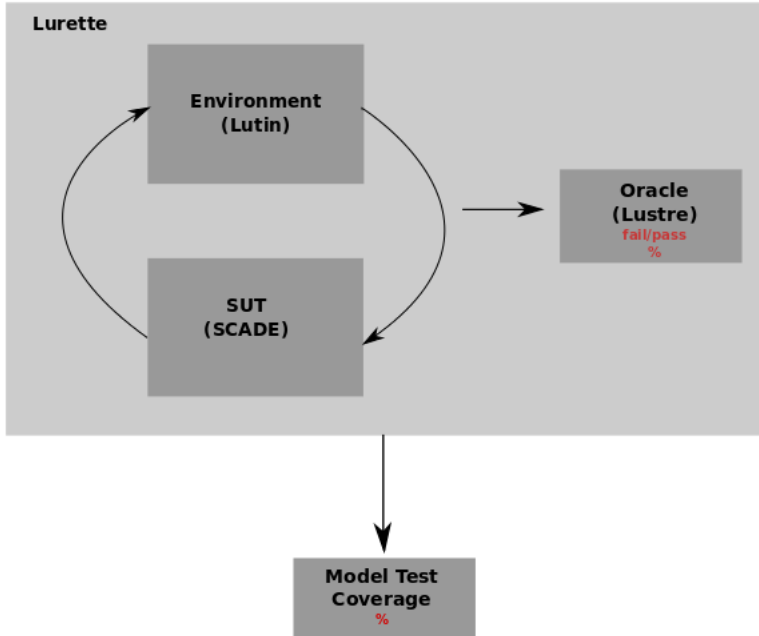 Lurette
Environment
(Lutin)
Oracle
(Lustre)
fail/pass
%
SUT
(SCADE)
Model Test
Coverage
%